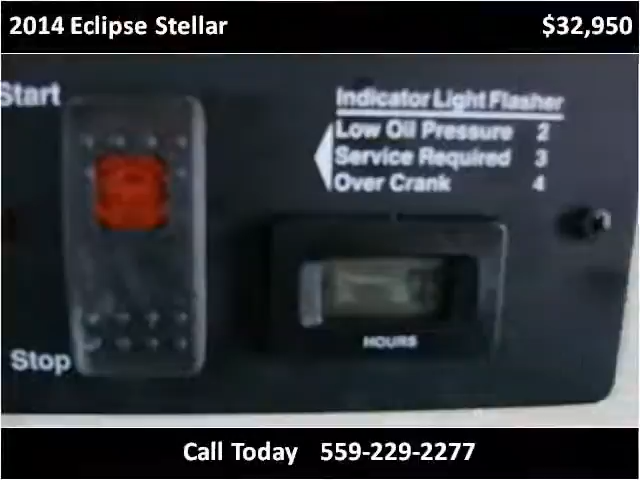 2014 Eclipse Stellar $32,950
Start
Indicator Light Flasher
Low Oil Pressure 2
Service Required 3
Over Crank 4
HOURS
Stop
Call Today 559-229-2277